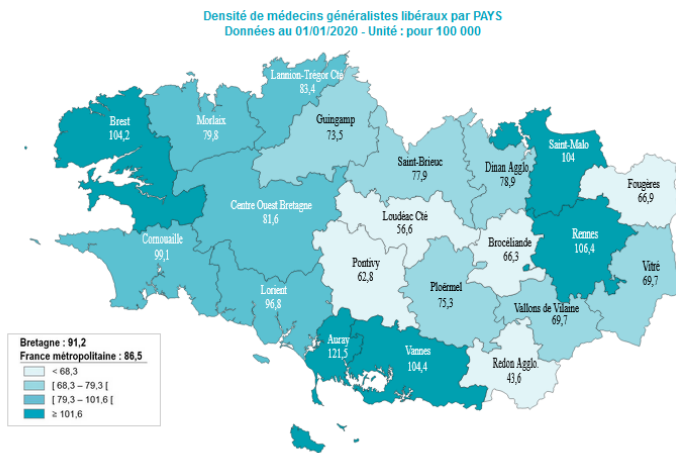 Densité de médecins généralistes libéraux par PAYS
Données au 01/01/2020 - Unité : pour 100 000
Lannion-Trégor Cté
83,4
Brest
104,2
Morlaix
79,8
Guingamp
73,5
Saint-Malo
104
Saint-Brieuc
77,9
Dinan Agglo
78,9
Fougères
66,9
Centre Ouest Bretagne
81,6
Loudéac Cté
56,6
Rennes
106,4
Cornouaille
99,1
Brocéliande
66,3
Vitré
69,7
Pontivy
62,8
Lorient
96,8
Ploërmel
75,3
Vallons de Vilaine
69,7
Auray
121,5
Vannes
104,4
Redon Agglo.
43,6
Bretagne : 91,2
France métropolitaine : 86,5
< 68,3
[ 68,3 – 79,3 [
[ 79,3 – 101,6 [
≥ 101,6